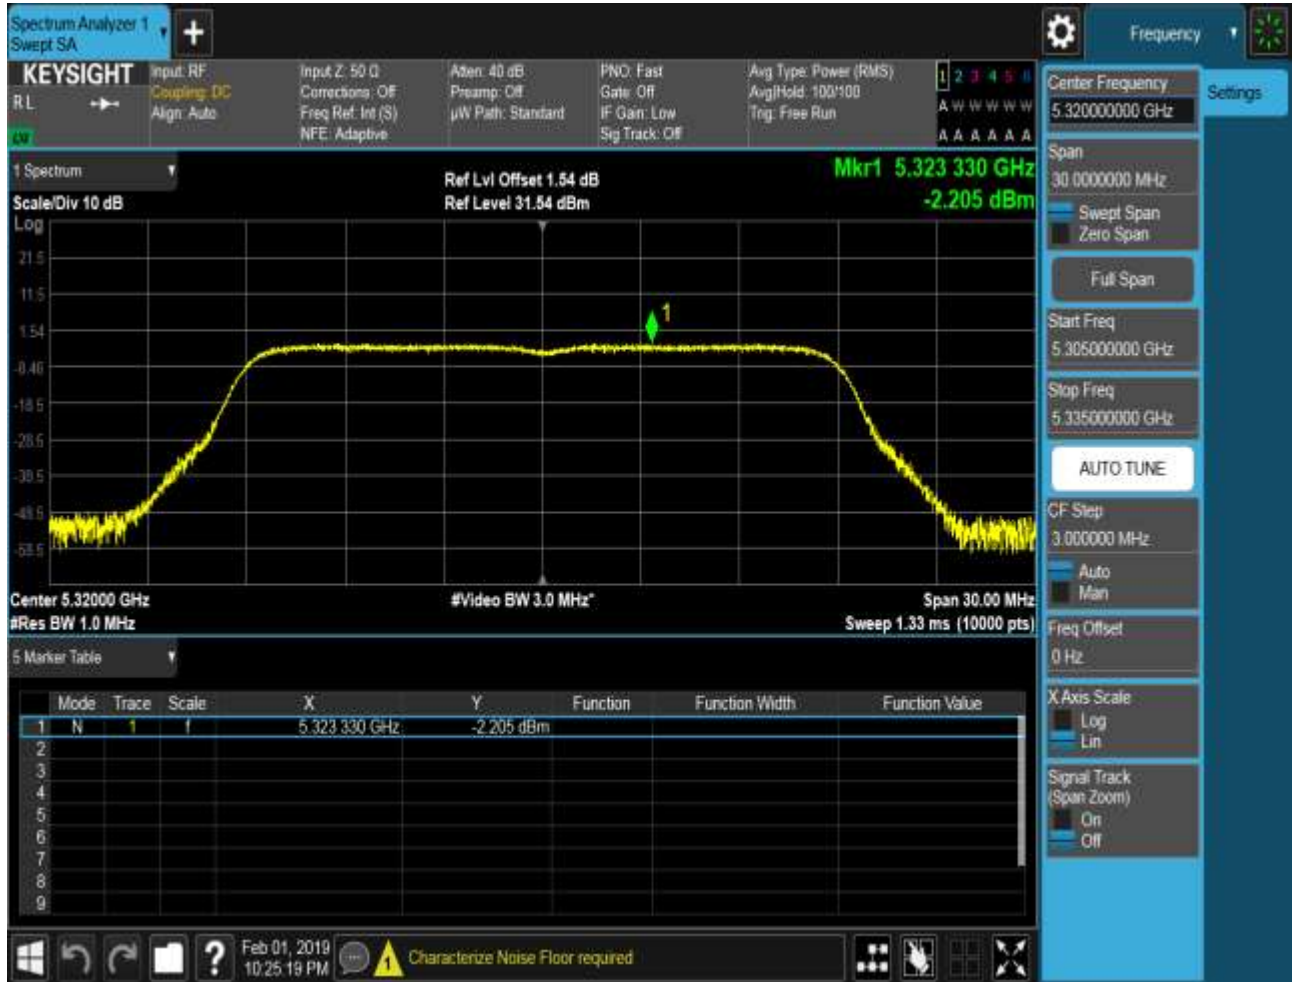 Spectrum Analyzer 1
Swept SA
Frequency
KEYSIGHT
Input: RF
Coupling: DC
Align: Auto
Input Z: 50 Ω
Corrections: Off
Freq Ref: Int (S)
NFE: Adaptive
Atten: 40 dB
Preamp: Off
µW Path: Standard
PNO: Fast
Gate: Off
IF Gain: Low
Sig Track: Off
Avg Type: Power (RMS)
Avg|Hold: 100/100
Trig: Free Run
1 2 3 4 5 6
A W W W W W
A A A A A A
R L
1 Spectrum
Scale/Div 10 dB
Ref Lvl Offset 1.54 dB
Ref Level 31.54 dBm
Mkr1 5.323 330 GHz
-2.205 dBm
Log
21.5
11.5
1.54
-8.46
-18.5
-28.5
-38.5
-48.5
-58.5
1
Center 5.32000 GHz
#Res BW 1.0 MHz
#Video BW 3.0 MHz*
Span 30.00 MHz
Sweep 1.33 ms (10000 pts)
5 Marker Table
Mode Trace Scale X Y Function Function Width Function Value
1 N 1 f 5.323 330 GHz -2.205 dBm
2
3
4
5
6
7
8
9
Center Frequency
5.320000000 GHz
Settings
Span
30.0000000 MHz
Swept Span
Zero Span
Full Span
Start Freq
5.305000000 GHz
Stop Freq
5.335000000 GHz
AUTO TUNE
CF Step
3.000000 MHz
Auto
Man
Freq Offset
0 Hz
X Axis Scale
Log
Lin
Signal Track
(Span Zoom)
On
Off
?
Feb 01, 2019
10:25:19 PM
1
Characterize Noise Floor required